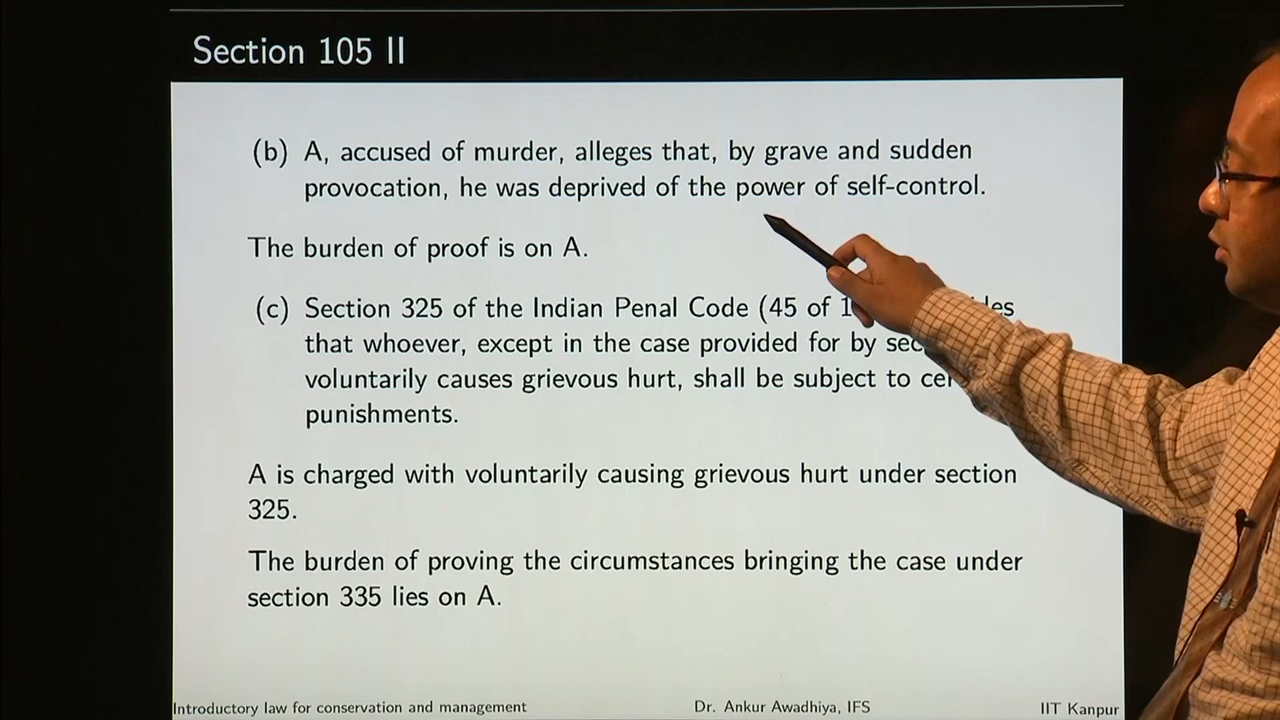 Section 105 II
(b) A, accused of murder, alleges that, by grave and sudden
provocation, he was deprived of the power of self-control.
The burden of proof is on A.
(c) Section 325 of the Indian Penal Code (45 of
that whoever, except in the case provided for by
voluntarily causes grievous hurt, shall be subject to
punishments.
A is charged with voluntarily causing grievous hurt under section
325.
The burden of proving the circumstances bringing the case under
section 335 lies on A.
Introductory law for conservation and management Dr. Ankur Awadhiya, IFS IIT Kanpur